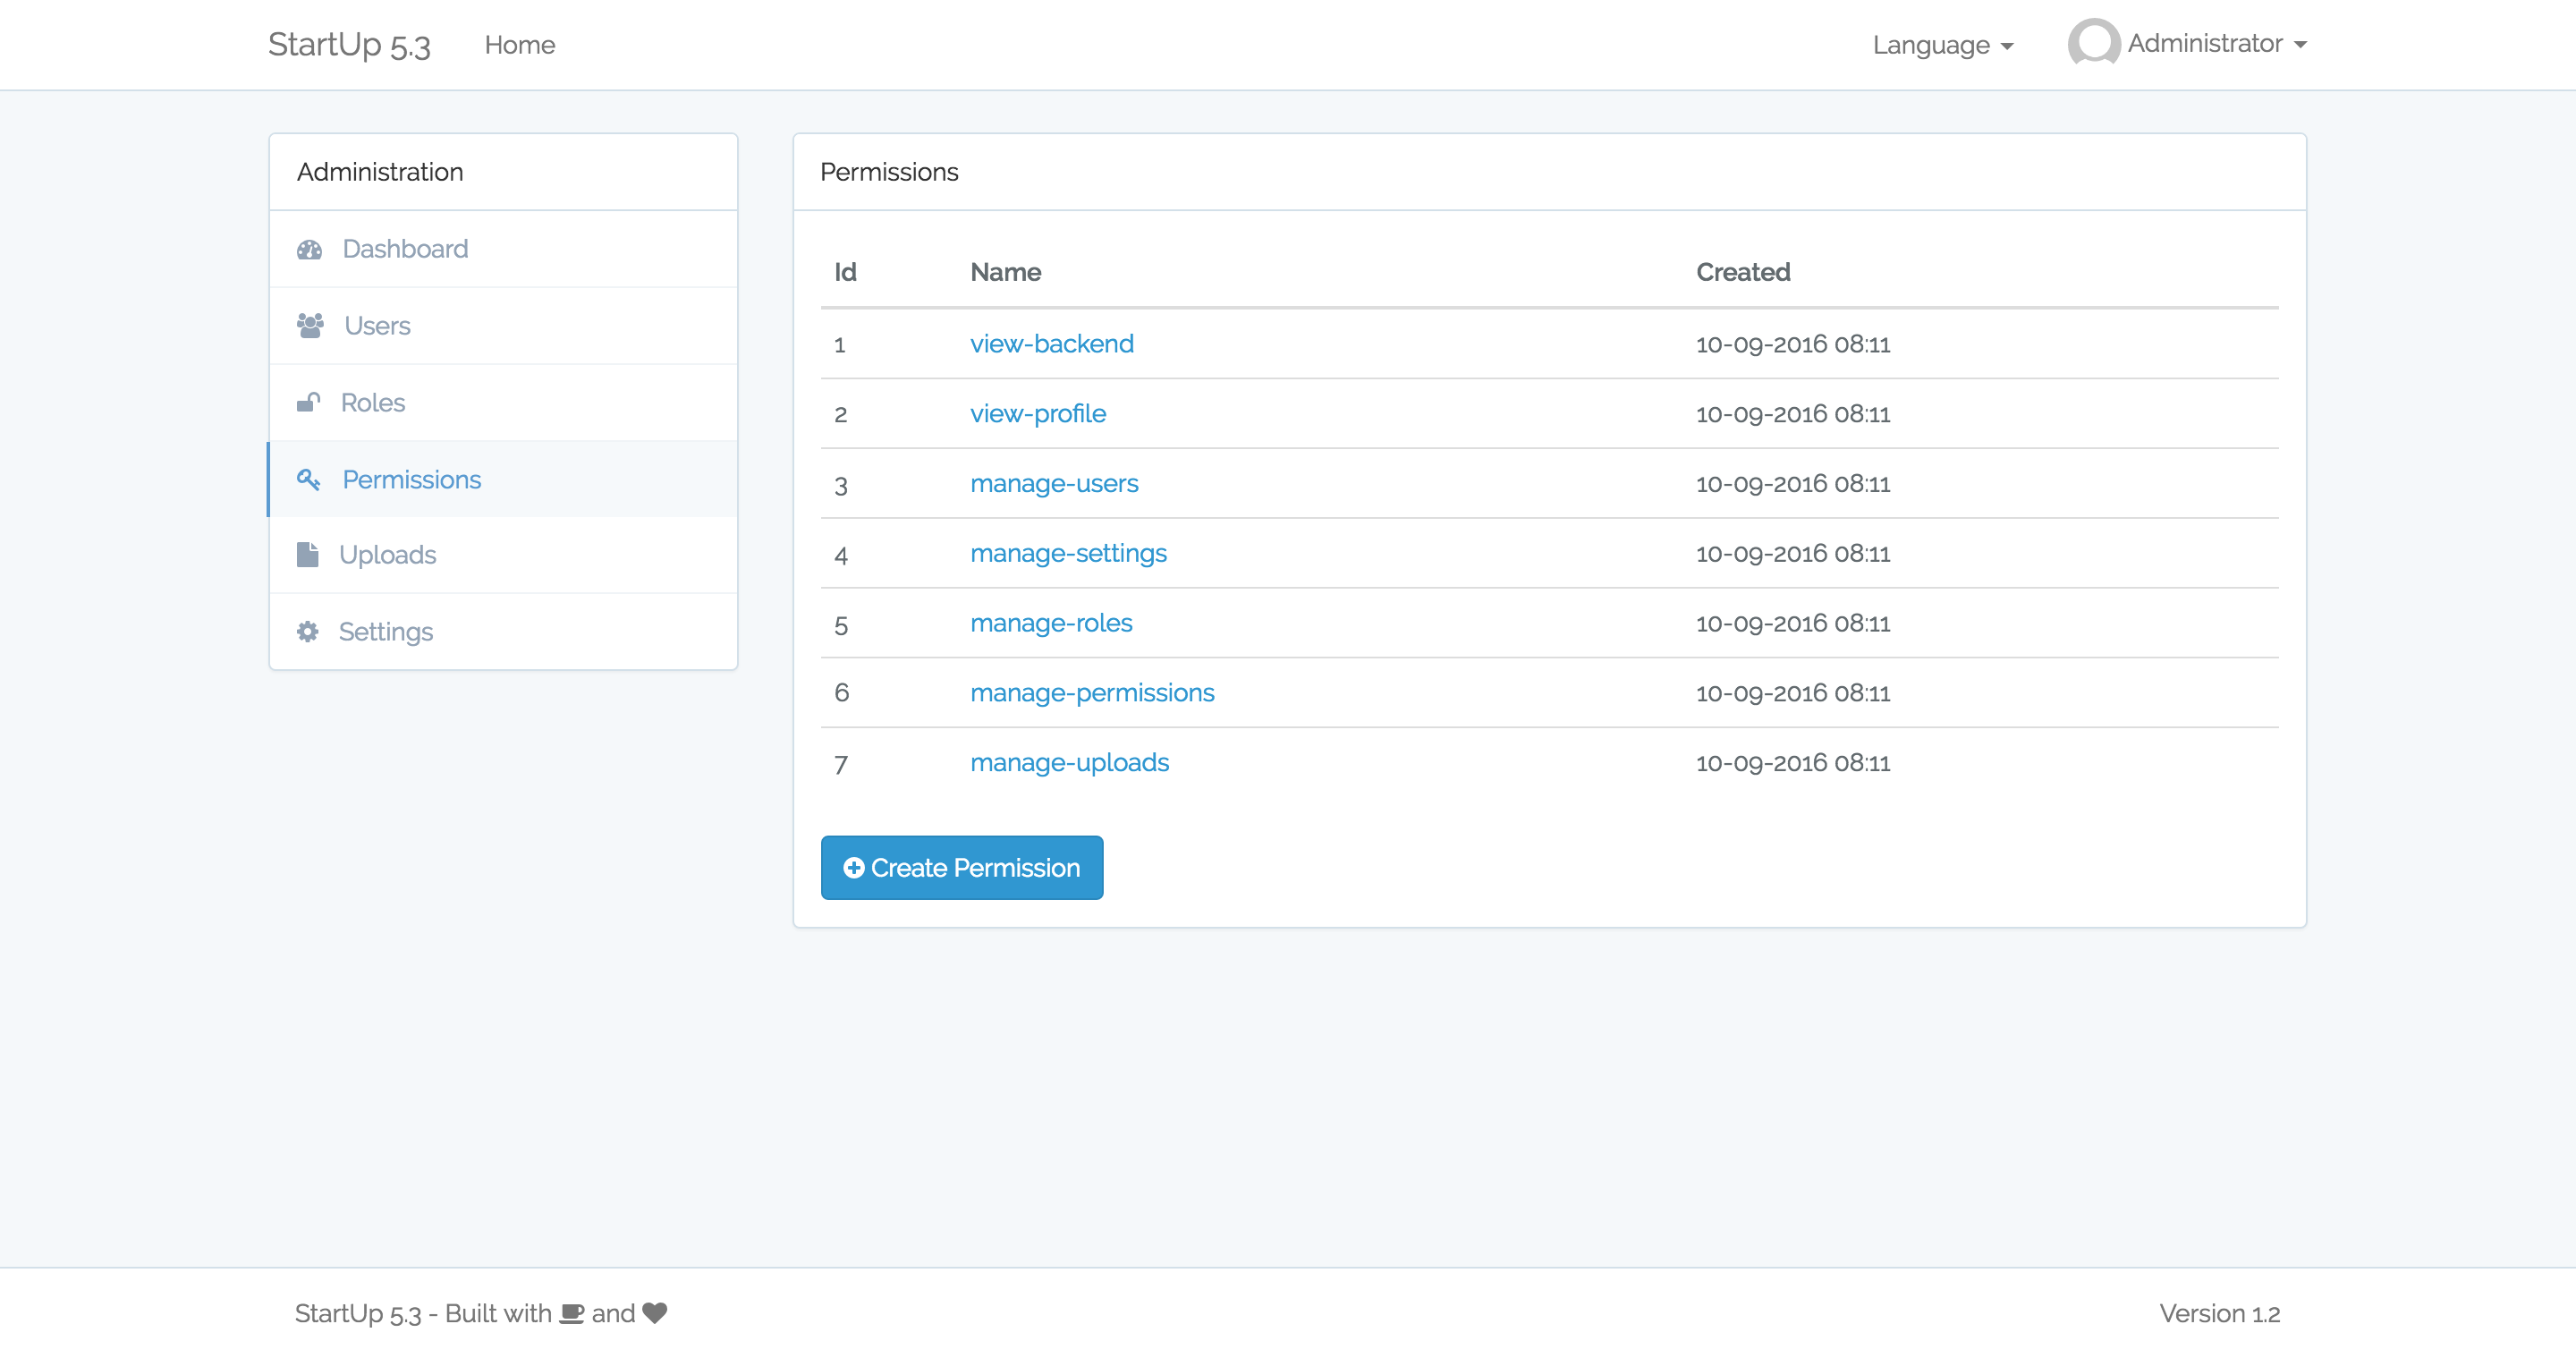 StartUp 5.3 Home Language Administrator
Administration
Dashboard
Users
Roles
Permissions
Uploads
Settings
Permissions
Id Name Created
1 view-backend 10-09-2016 08:11
2 view-profile 10-09-2016 08:11
3 manage-users 10-09-2016 08:11
4 manage-settings 10-09-2016 08:11
5 manage-roles 10-09-2016 08:11
6 manage-permissions 10-09-2016 08:11
7 manage-uploads 10-09-2016 08:11
Create Permission
StartUp 5.3 - Built with and
Version 1.2